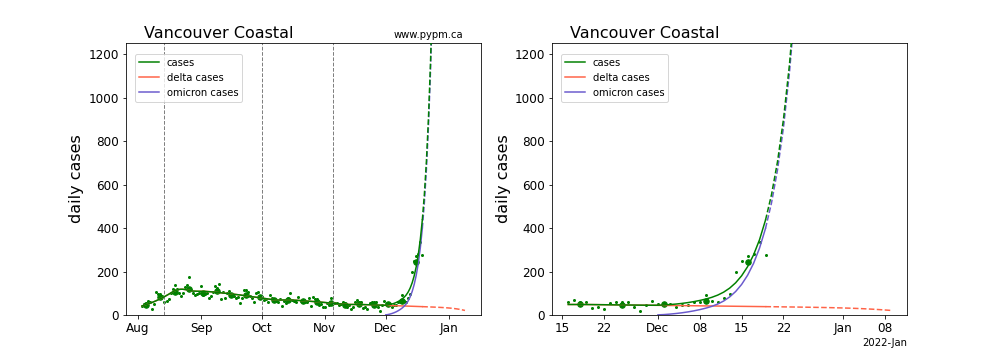 Vancouver Coastal
www.pypm.ca
daily cases
1200
1000
800
600
400
200
0
cases
delta cases
omicron cases
Aug Sep Oct Nov Dec Jan
Vancouver Coastal
daily cases
1200
1000
800
600
400
200
0
cases
delta cases
omicron cases
15 22 Dec 08 15 22 Jan 08
2022-Jan